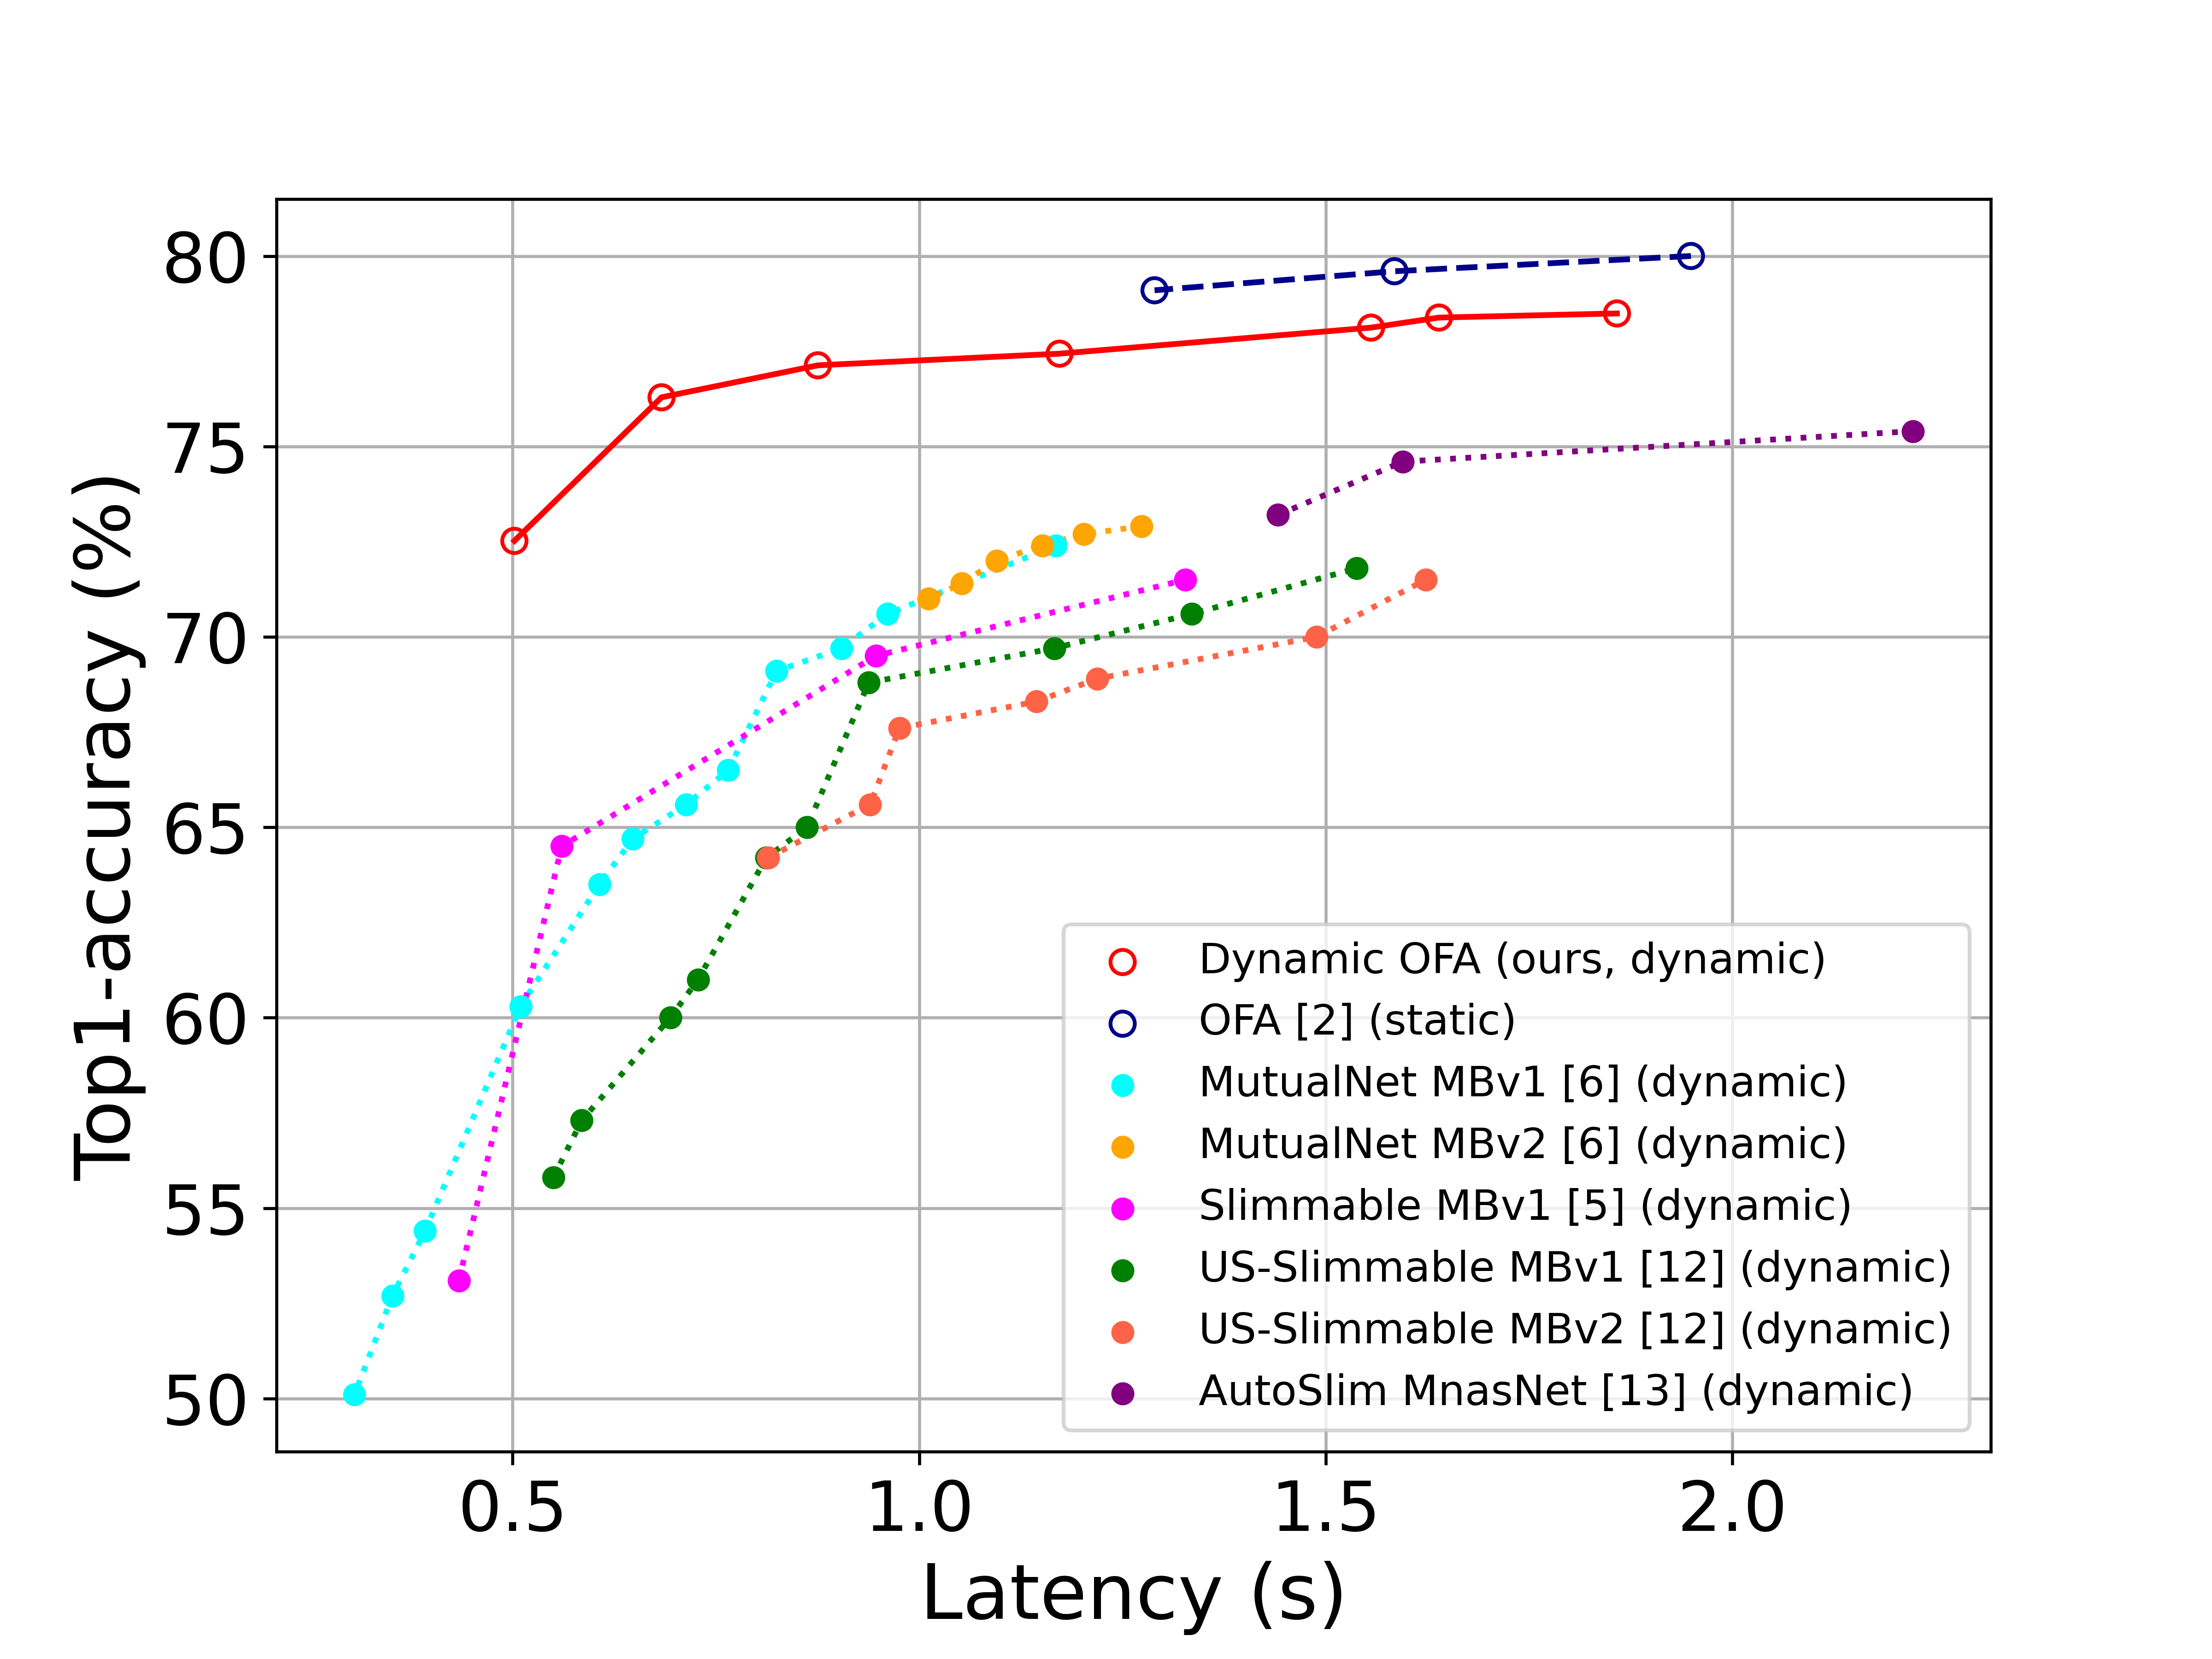 80
75
70
65
60
55
50
Top1-accuracy (%)
Dynamic OFA (ours, dynamic)
OFA [2] (static)
MutualNet MBv1 [6] (dynamic)
MutualNet MBv2 [6] (dynamic)
Slimmable MBv1 [5] (dynamic)
US-Slimmable MBv1 [12] (dynamic)
US-Slimmable MBv2 [12] (dynamic)
AutoSlim MnasNet [13] (dynamic)
0.5 1.0 1.5 2.0
Latency (s)